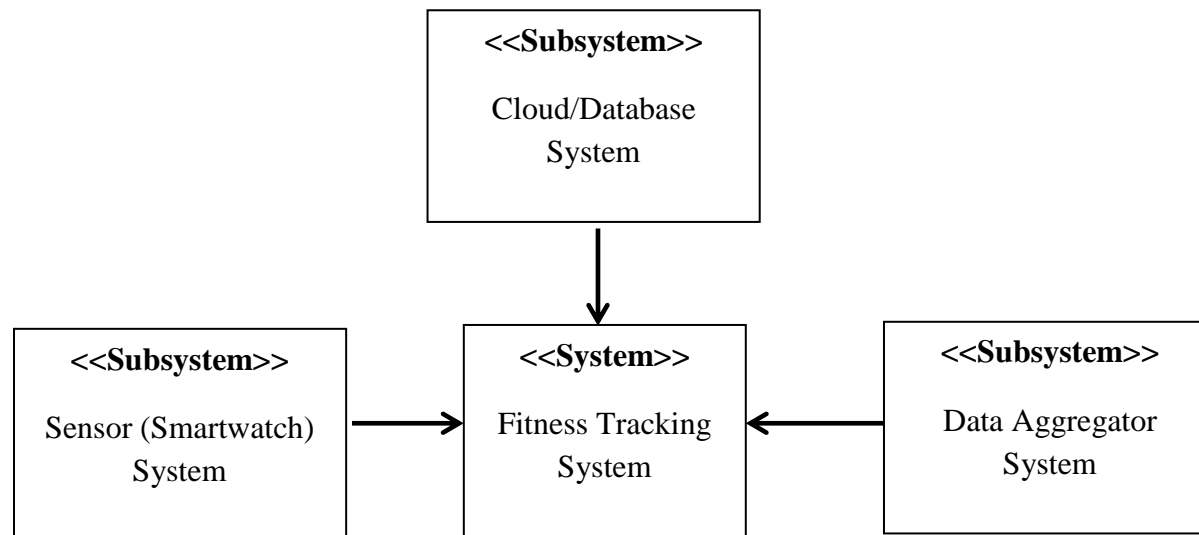 <<Subsystem>>
Cloud/Database
System
<<Subsystem>>
Sensor (Smartwatch)
System
<<System>>
Fitness Tracking
System
<<Subsystem>>
Data Aggregator
System